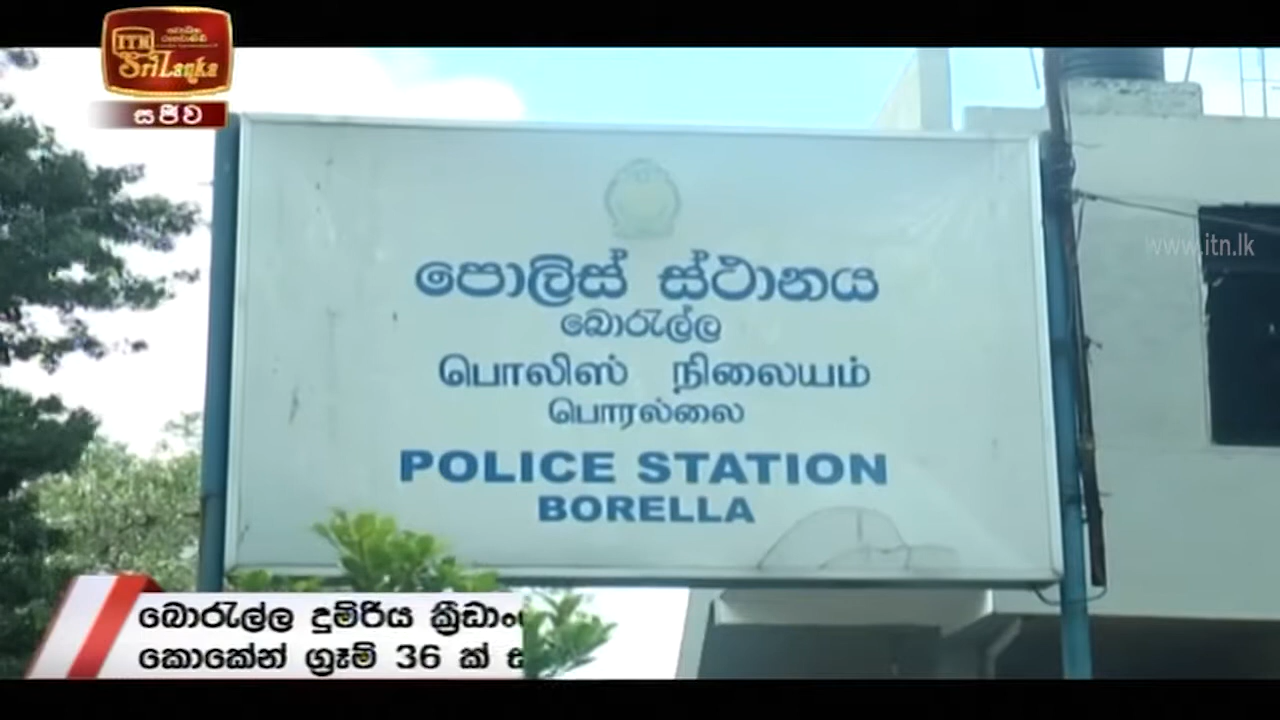 ITN
Sri Lanka
සජීව
www.itn.lk
පොලිස් ස්ථානය
බොරැල්ල
பொலிஸ் நிலையம்
பொரல்லை
POLICE STATION
BORELLA
බොරැල්ල දුම්රිය
කොකේන් ග්‍රෑම් 36 ක්